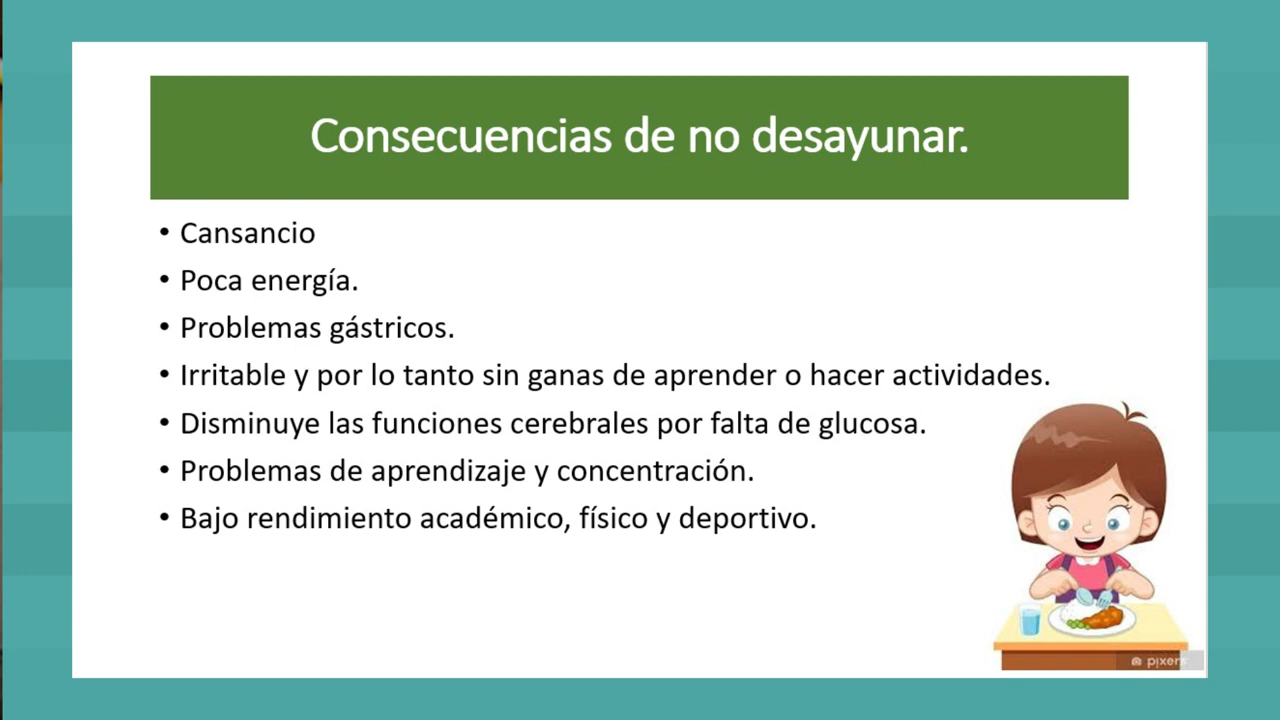 Consecuencias de no desayunar.
• Cansancio
• Poca energía.
• Problemas gástricos.
• Irritable y por lo tanto sin ganas de aprender o hacer actividades.
• Disminuye las funciones cerebrales por falta de glucosa.
• Problemas de aprendizaje y concentración.
• Bajo rendimiento académico, físico y deportivo.
pixers